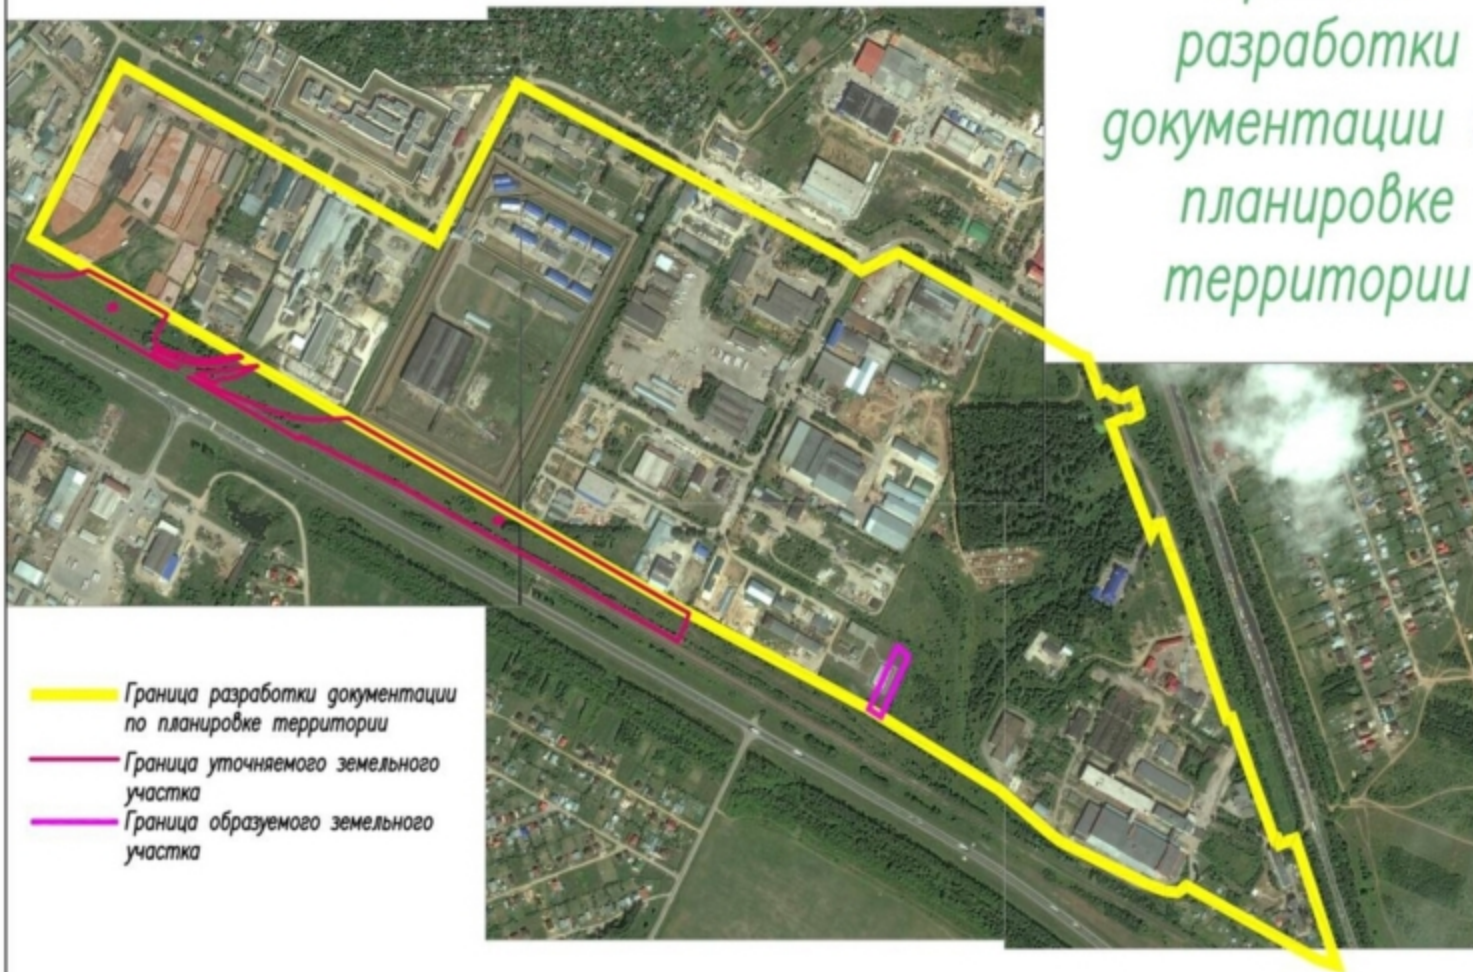 разработки
документации
планировке
территории
Граница разработки документации
по планировке территории
Граница уточняемого земельного
участка
Граница образуемого земельного
участка